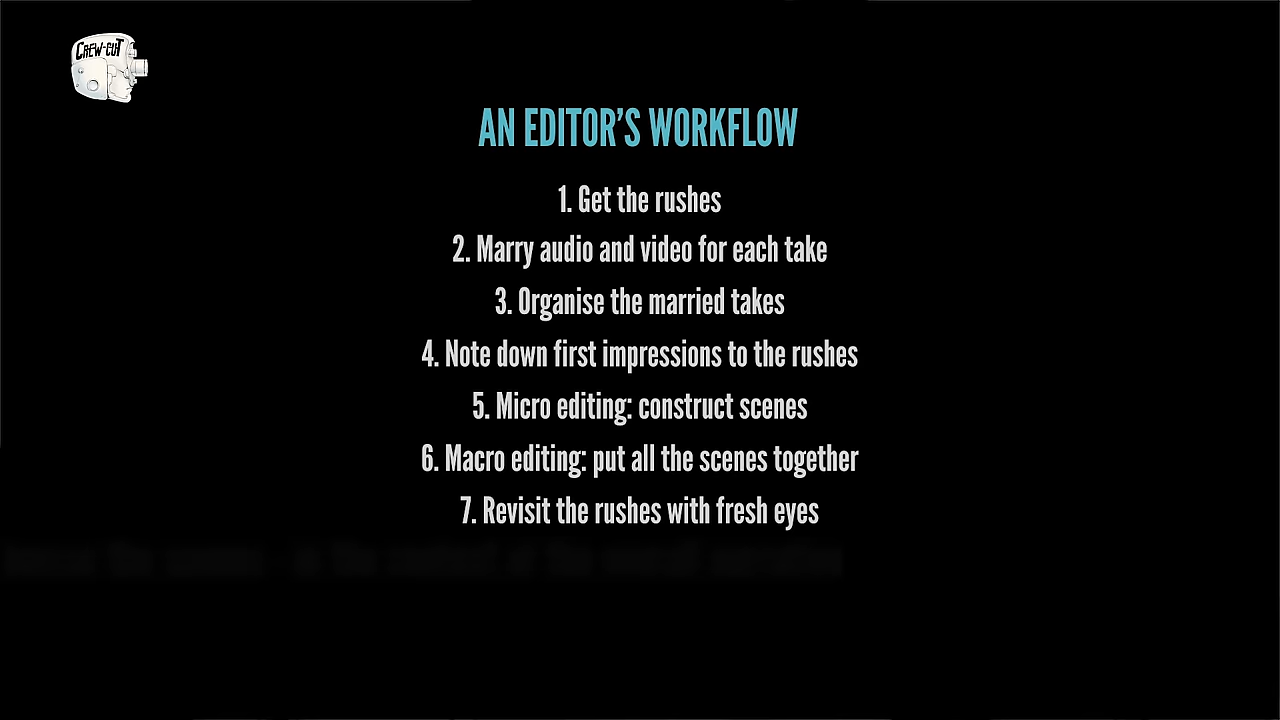 CREW-CUT
AN EDITOR'S WORKFLOW
1. Get the rushes
2. Marry audio and video for each take
3. Organise the married takes
4. Note down first impressions to the rushes
5. Micro editing: construct scenes
6. Macro editing: put all the scenes together
7. Revisit the rushes with fresh eyes